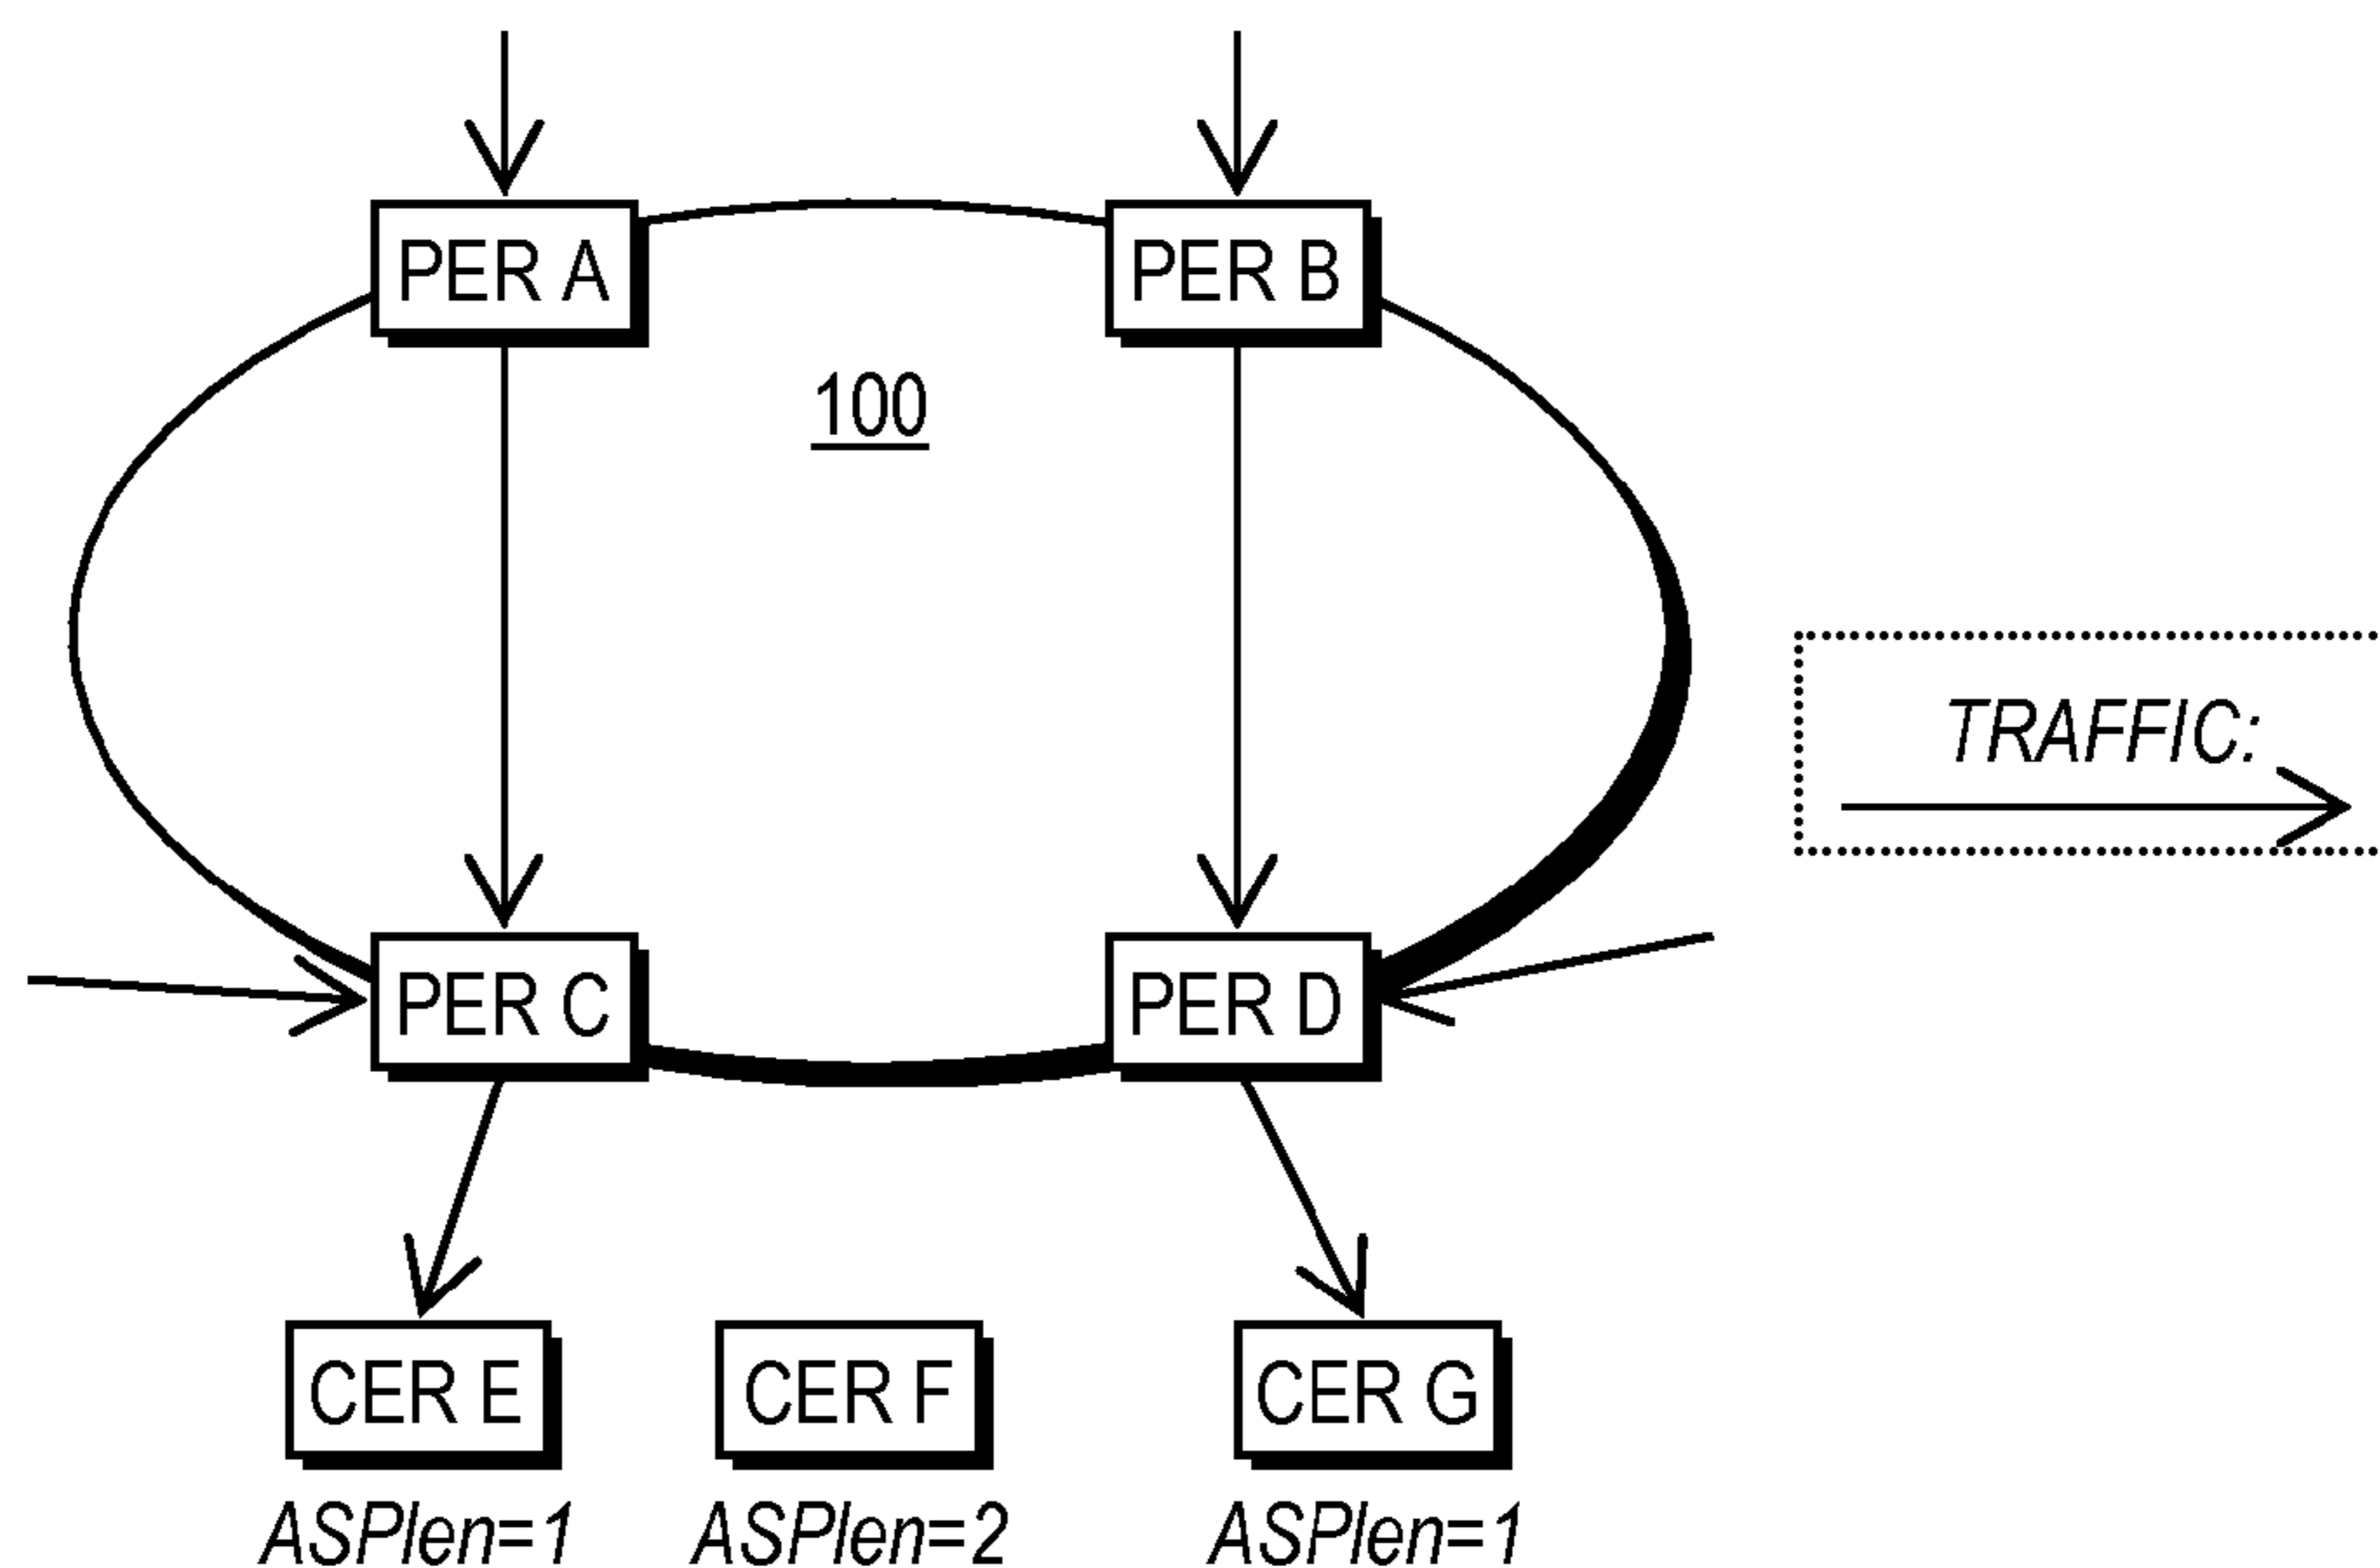 PER A
PER B
100
TRAFFIC:
PER C
PER D
CER E
CER F
CER G
ASPlen=1
ASPlen=2
ASPlen=1